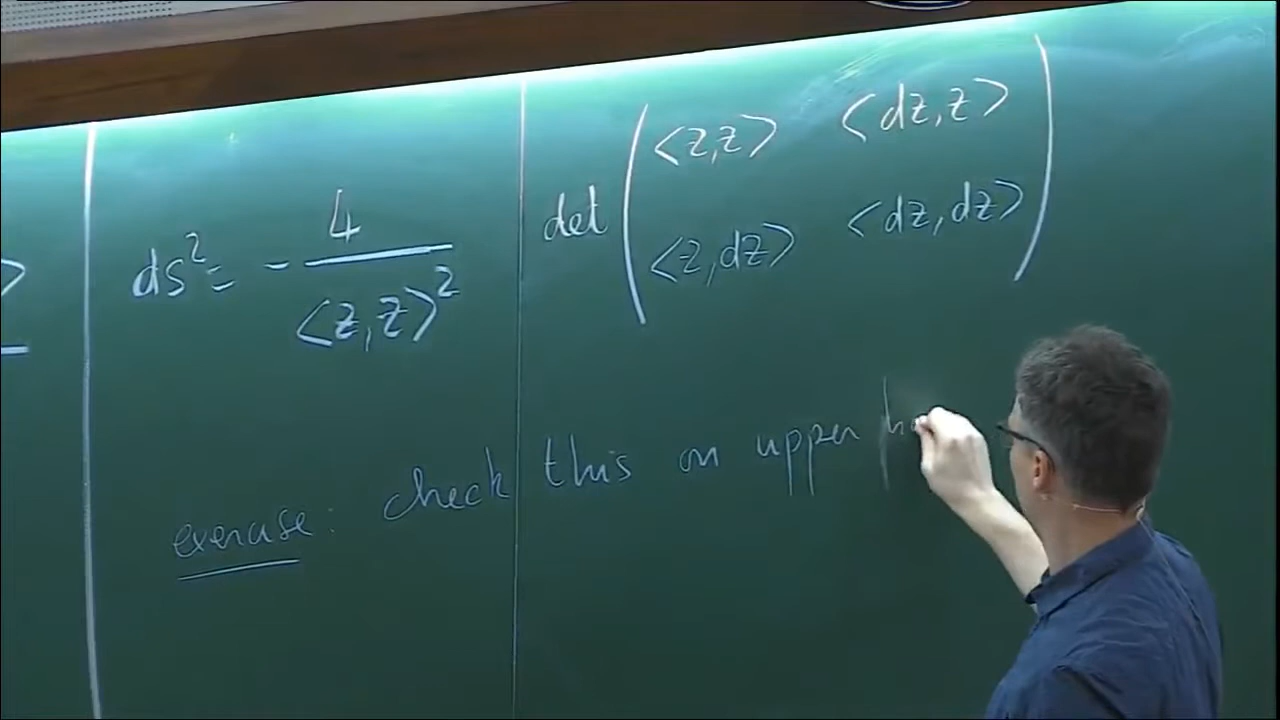 ds² = - 4 / <z,z>² det ( <z,z> <dz,z>
<z,dz> <dz,dz> )
exercise: check this on upper